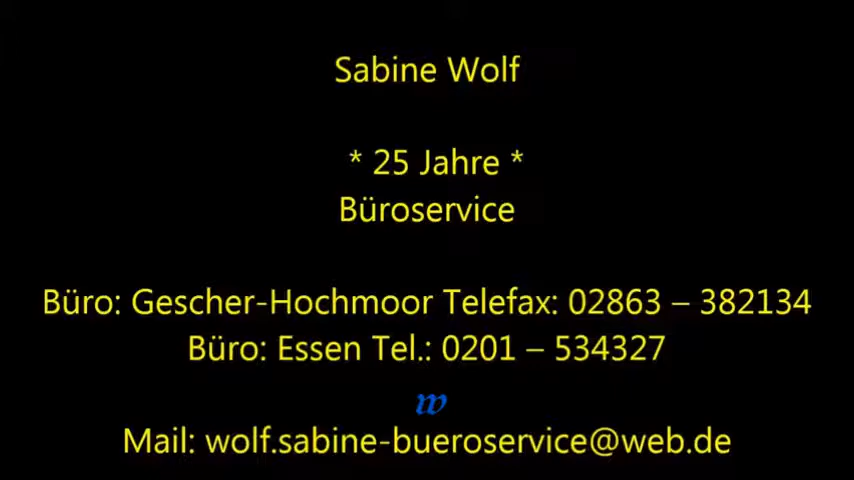 Sabine Wolf
* 25 Jahre *
Büroservice
Büro: Gescher-Hochmoor Telefax: 02863 – 382134
Büro: Essen Tel.: 0201 – 534327
w
Mail: wolf.sabine-bueroservice@web.de